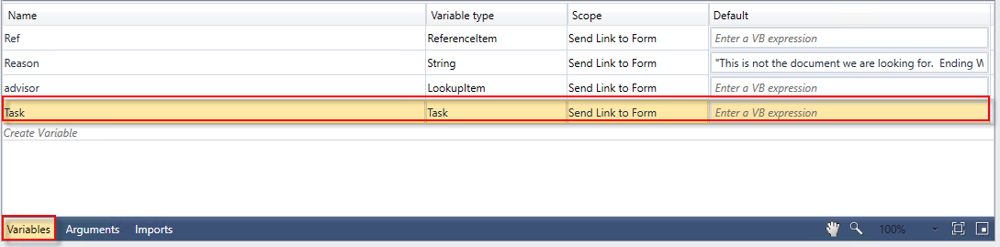 Name Variable type Scope Default
Ref ReferenceItem Send Link to Form Enter a VB expression
Reason String Send Link to Form "This is not the document we are looking for.  Ending W
advisor LookupItem Send Link to Form Enter a VB expression
Task Task Send Link to Form Enter a VB expression
Create Variable
Variables Arguments Imports 100%